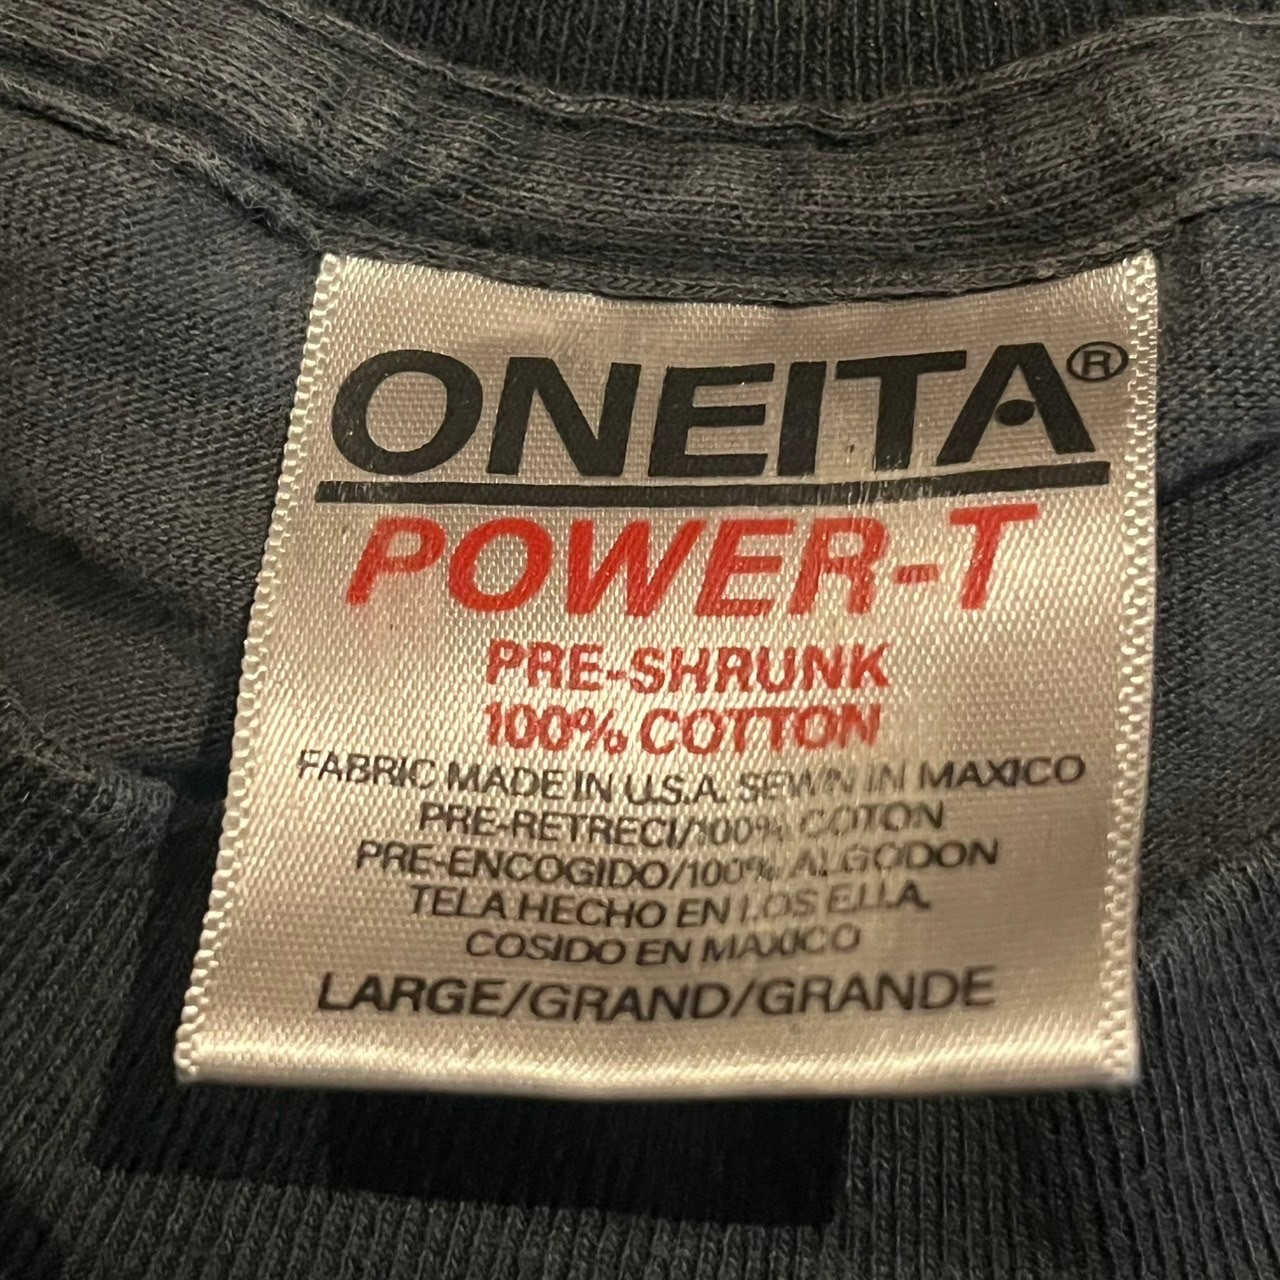 ONEITA®
POWER-T
PRE-SHRUNK
100% COTTON
FABRIC MADE IN U.S.A. SEWN IN MAXICO
PRE-RETRECI/100% COTON
PRE-ENCOGIDO/100% ALGODON
TELA HECHO EN LOS E.I.I.A.
COSIDO EN MAXICO
LARGE/GRAND/GRANDE